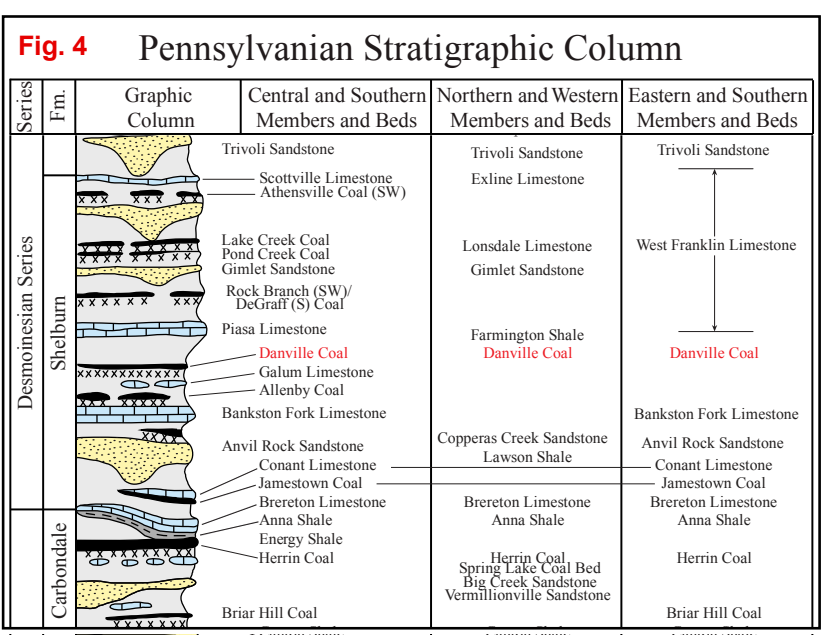 Fig. 4
Pennsylvanian Stratigraphic Column
Series
Fm.
Graphic
Column
Central and Southern
Members and Beds
Northern and Western
Members and Beds
Eastern and Southern
Members and Beds
Desmoinesian Series
Shelburn
Carbondale
Trivoli Sandstone
Scottville Limestone
Athensville Coal (SW)
Lake Creek Coal
Pond Creek Coal
Gimlet Sandstone
Rock Branch (SW)/
DeGraff (S) Coal
Piasa Limestone
Danville Coal
Galum Limestone
Allenby Coal
Bankston Fork Limestone
Anvil Rock Sandstone
Conant Limestone
Jamestown Coal
Brereton Limestone
Anna Shale
Energy Shale
Herrin Coal
Briar Hill Coal
Trivoli Sandstone
Exline Limestone
Lonsdale Limestone
Gimlet Sandstone
Farmington Shale
Danville Coal
Copperas Creek Sandstone
Lawson Shale
Brereton Limestone
Anna Shale
Herrin Coal
Spring Lake Coal Bed
Big Creek Sandstone
Vermillionville Sandstone
Trivoli Sandstone
West Franklin Limestone
Danville Coal
Bankston Fork Limestone
Anvil Rock Sandstone
Conant Limestone
Jamestown Coal
Brereton Limestone
Anna Shale
Herrin Coal
Briar Hill Coal